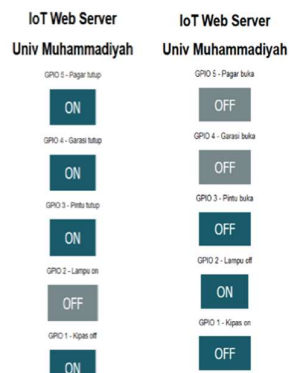 IoT Web Server
Univ Muhammadiyah
GPIO 5 - Pagar tutup
ON
GPIO 4 - Garasi tutup
ON
GPIO 3 - Pintu tutup
ON
GPIO 2 - Lampu on
OFF
GPIO 1 - Kipas off
ON
IoT Web Server
Univ Muhammadiyah
GPIO 5 - Pagar buka
OFF
GPIO 4 - Garasi buka
OFF
GPIO 3 - Pintu buka
OFF
GPIO 2 - Lampu off
ON
GPIO 1 - Kipas on
OFF